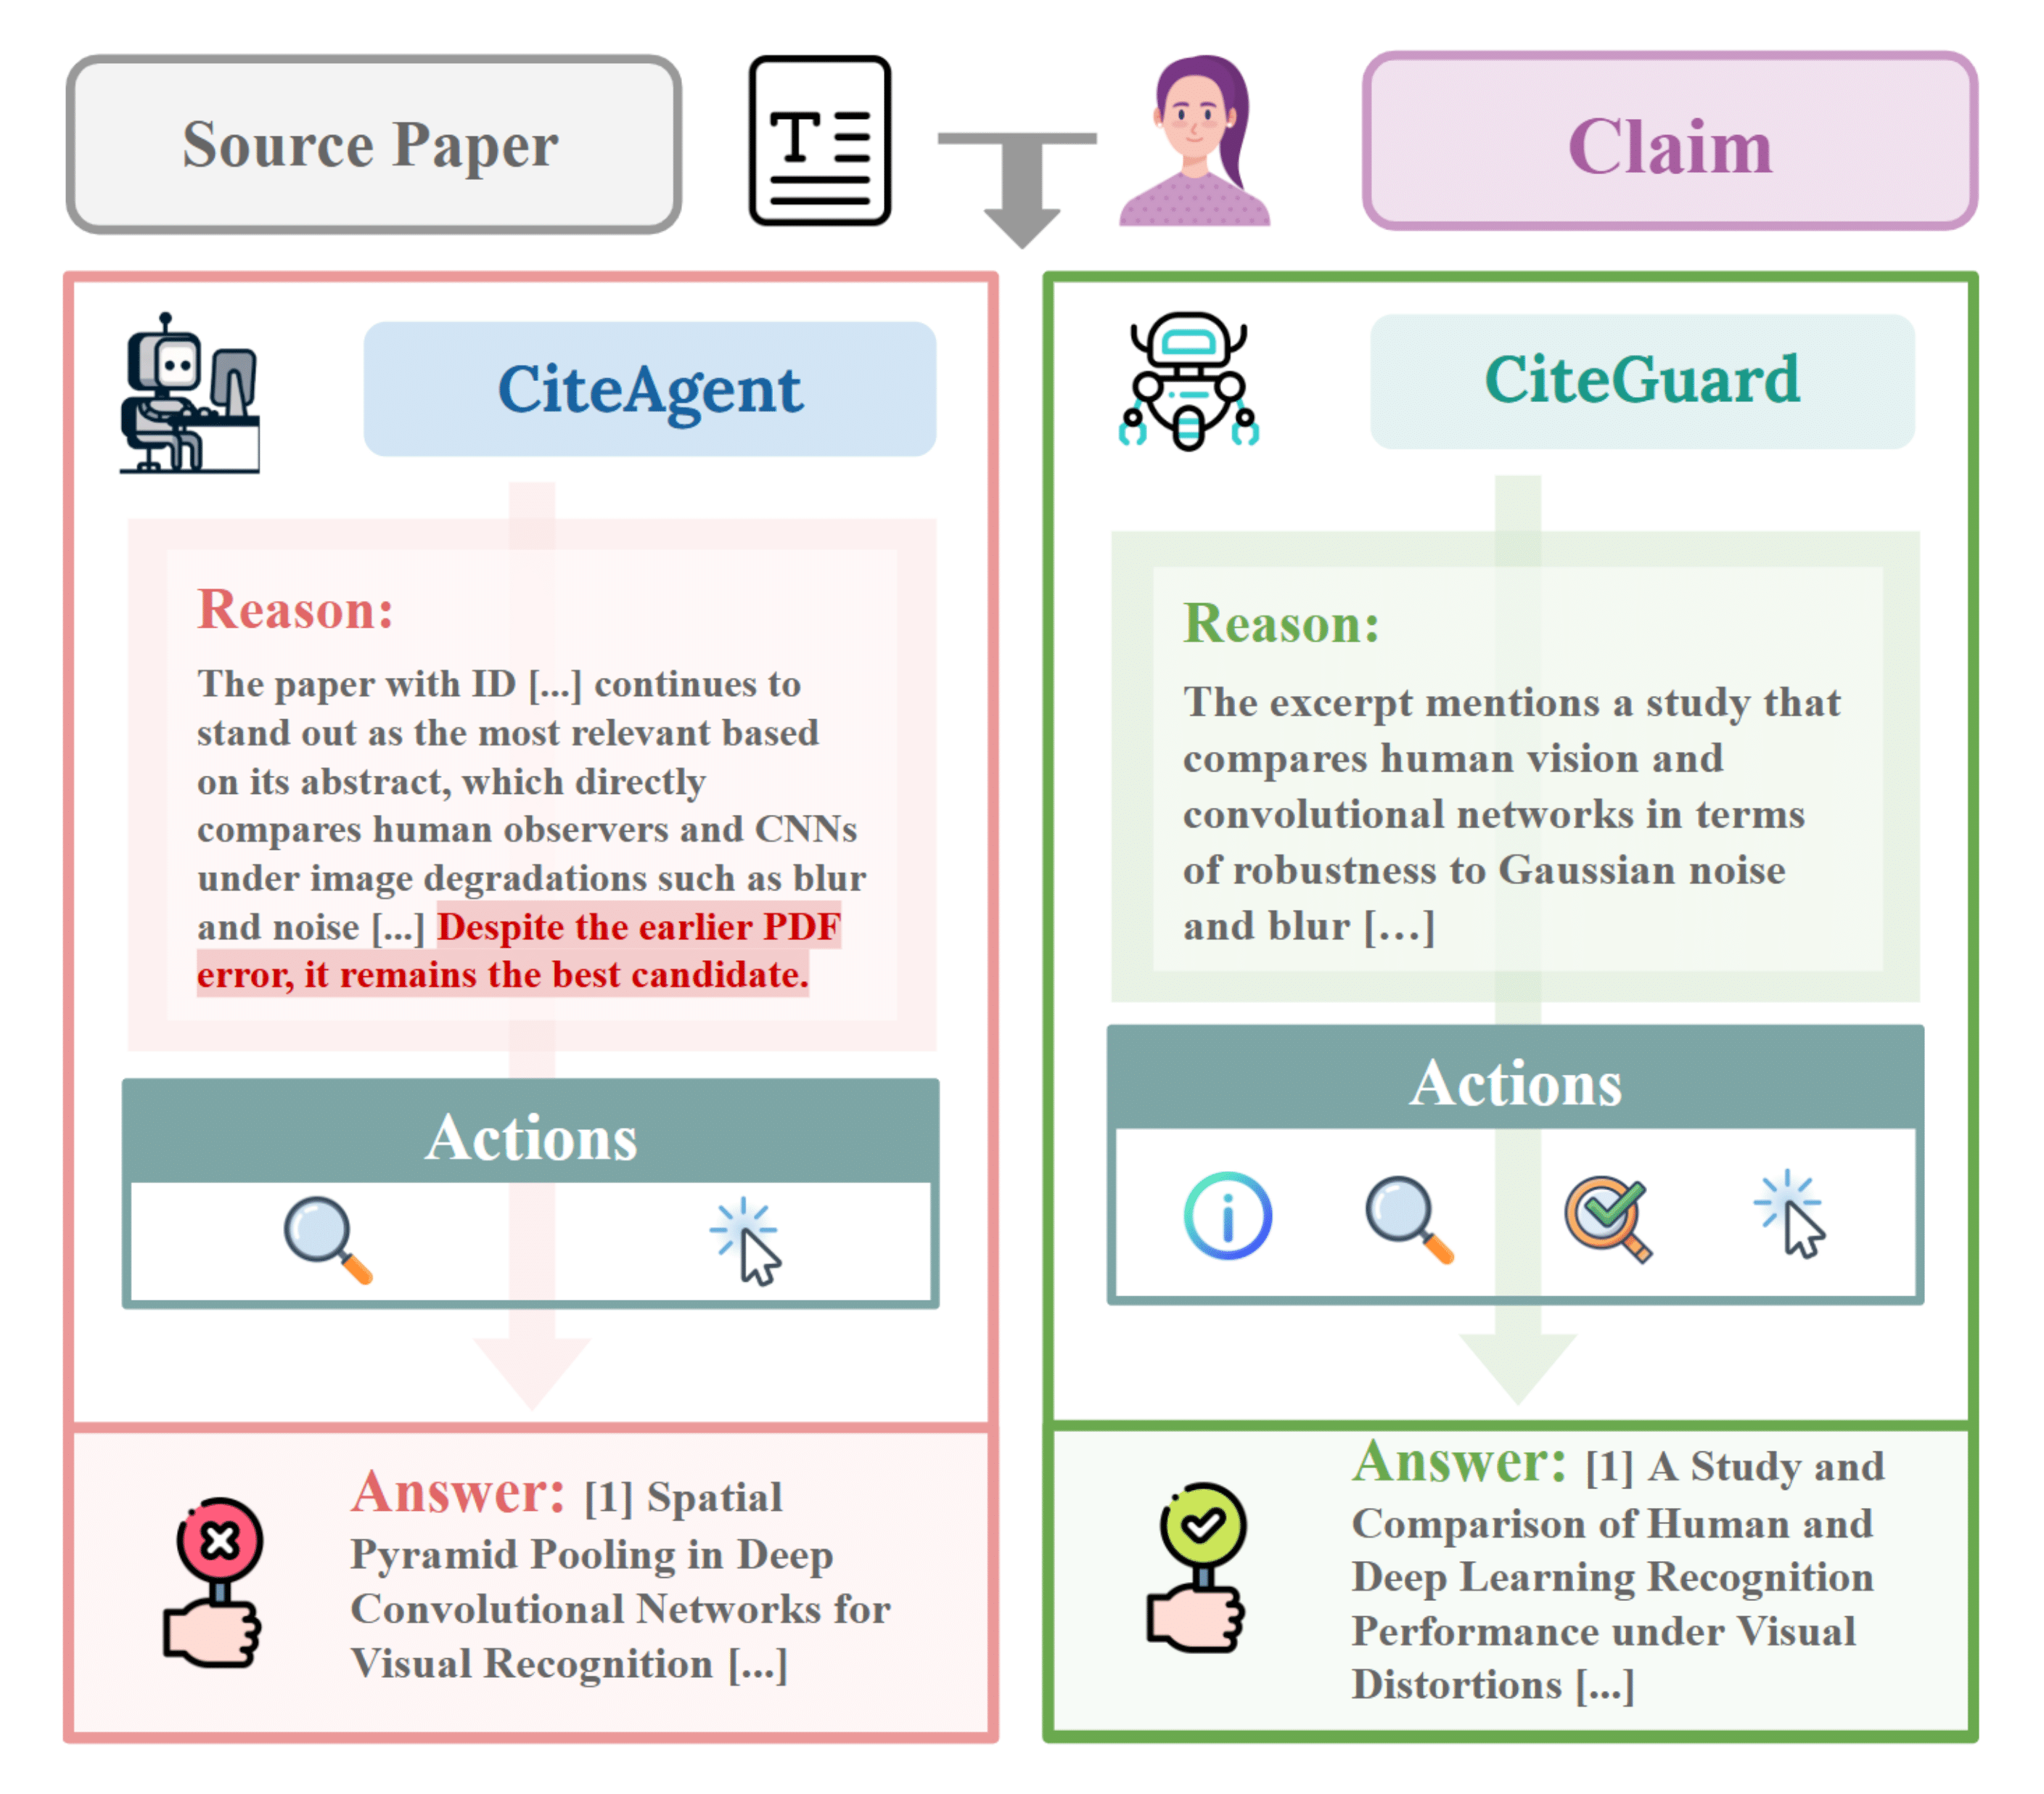 Source Paper
T
Claim
CiteAgent
Reason:
The paper with ID [...] continues to
stand out as the most relevant based
on its abstract, which directly
compares human observers and CNNs
under image degradations such as blur
and noise [...] Despite the earlier PDF
error, it remains the best candidate.
Actions
Answer: [1] Spatial
Pyramid Pooling in Deep
Convolutional Networks for
Visual Recognition [...]
CiteGuard
Reason:
The excerpt mentions a study that
compares human vision and
convolutional networks in terms
of robustness to Gaussian noise
and blur [...]
Actions
i
Answer: [1] A Study and
Comparison of Human and
Deep Learning Recognition
Performance under Visual
Distortions [...]